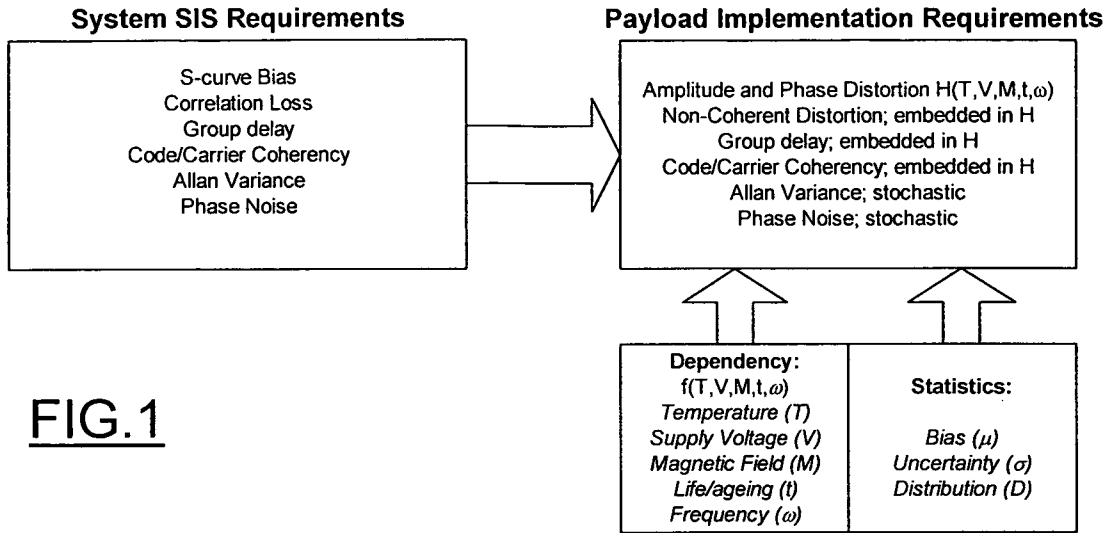 System SIS Requirements
S-curve Bias
Correlation Loss
Group delay
Code/Carrier Coherency
Allan Variance
Phase Noise
Payload Implementation Requirements
Amplitude and Phase Distortion H(T,V,M,t,ω)
Non-Coherent Distortion; embedded in H
Group delay; embedded in H
Code/Carrier Coherency; embedded in H
Allan Variance; stochastic
Phase Noise; stochastic
Dependency:
f(T,V,M,t,ω)
Temperature (T)
Supply Voltage (V)
Magnetic Field (M)
Life/ageing (t)
Frequency (ω)
Statistics:
Bias (μ)
Uncertainty (σ)
Distribution (D)
FIG.1